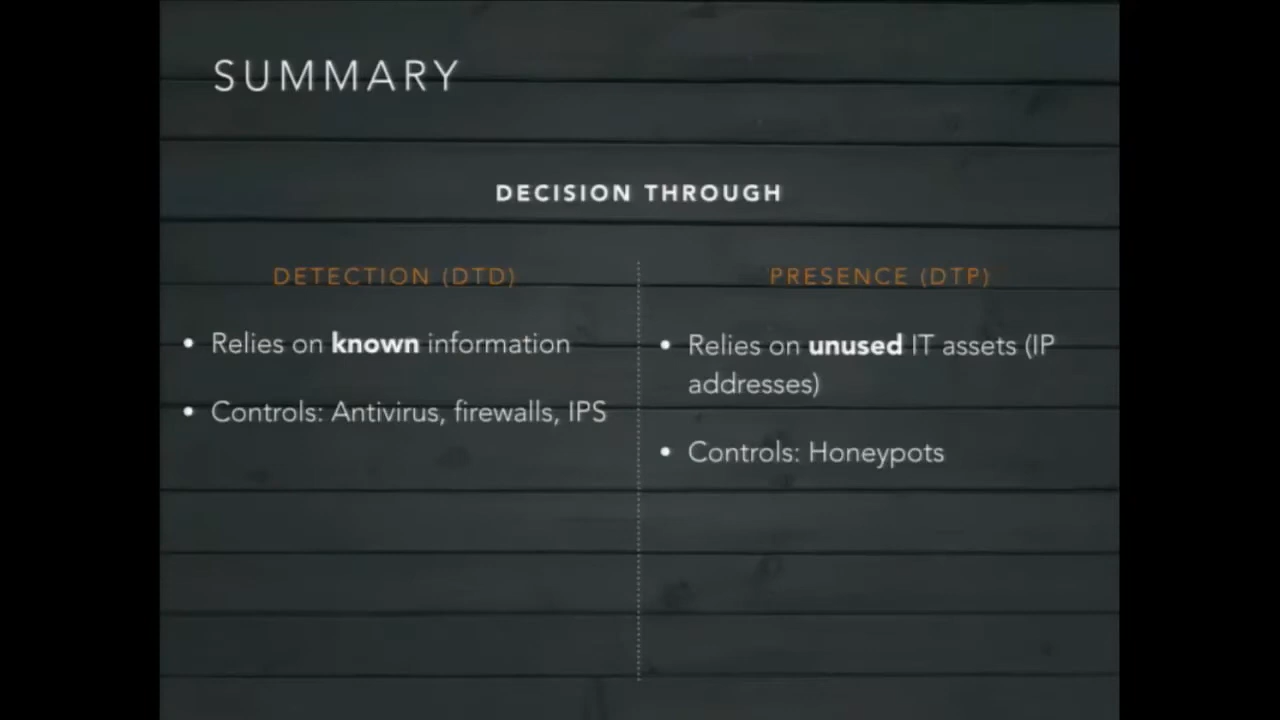 SUMMARY
DECISION THROUGH
DETECTION (DTD)
• Relies on known information
• Controls: Antivirus, firewalls, IPS
PRESENCE (DTP)
• Relies on unused IT assets (IP
addresses)
• Controls: Honeypots